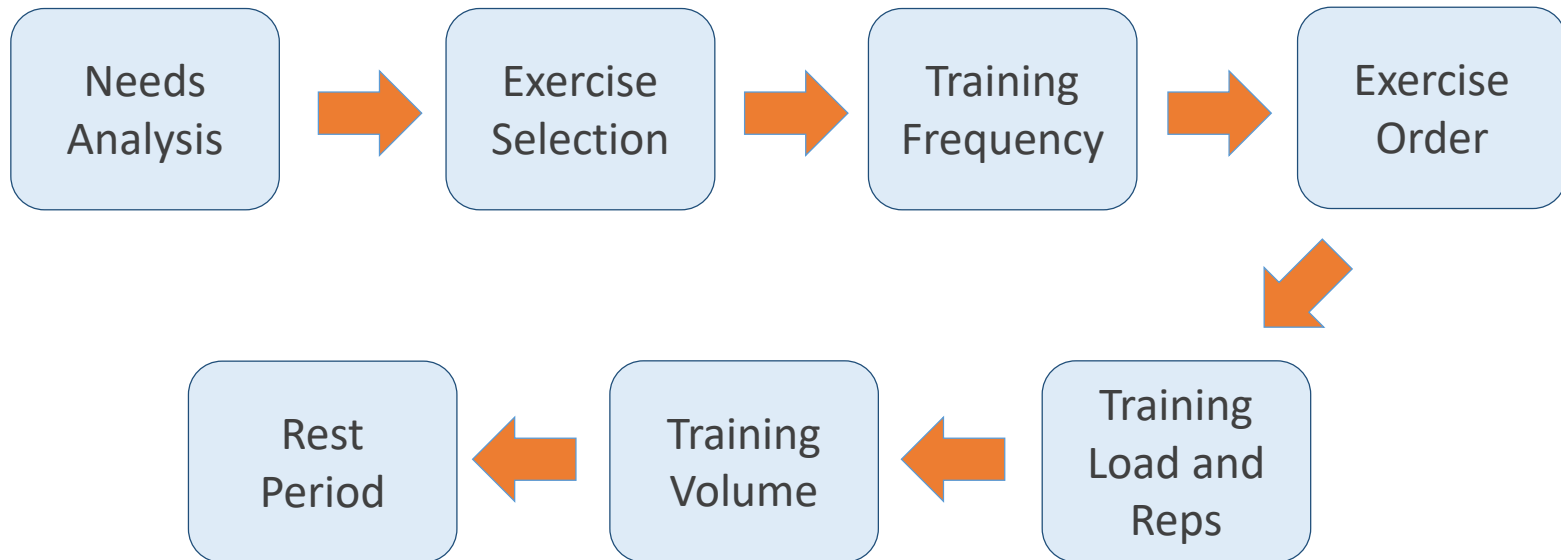 Needs
Analysis
Exercise
Selection
Training
Frequency
Exercise
Order
Training
Load and
Reps
Training
Volume
Rest
Period